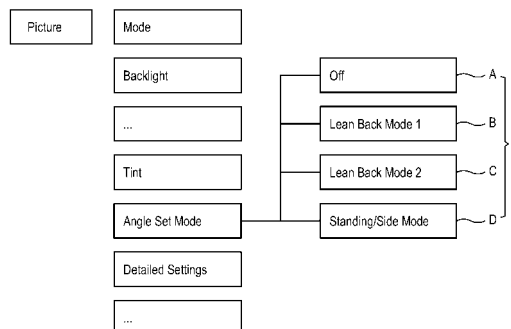 Picture
Mode
Backlight
Off
A
...
Lean Back Mode 1
B
Tint
Lean Back Mode 2
C
Angle Set Mode
Standing/Side Mode
D
Detailed Settings
...